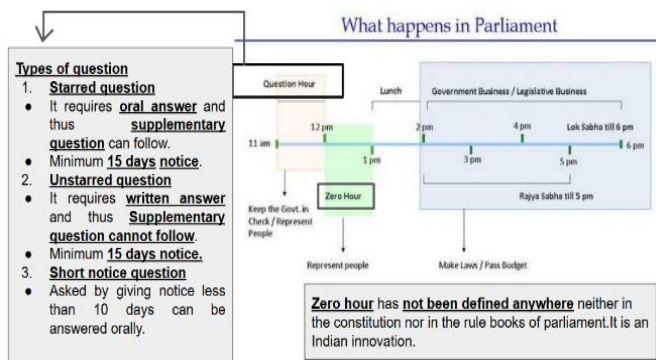 What happens in Parliament
Types of question
1. Starred question
● It requires oral answer and
thus supplementary
question can follow.
● Minimum 15 days notice.
2. Unstarred question
● It requires written answer
and thus Supplementary
question cannot follow.
● Minimum 15 days notice.
3. Short notice question
● Asked by giving notice less
than 10 days can be
answered orally.
Question Hour
Lunch
Government Business / Legislative Business
11 am
12 pm
1 pm
2 pm
3 pm
4 pm
5 pm
6 pm
Lok Sabha till 6 pm
Rajya Sabha till 5 pm
Zero Hour
Keep the Govt. in
Check / Represent
People
Represent people
Make Laws / Pass Budget
Zero hour has not been defined anywhere neither in
the constitution nor in the rule books of parliament.It is an
Indian innovation.